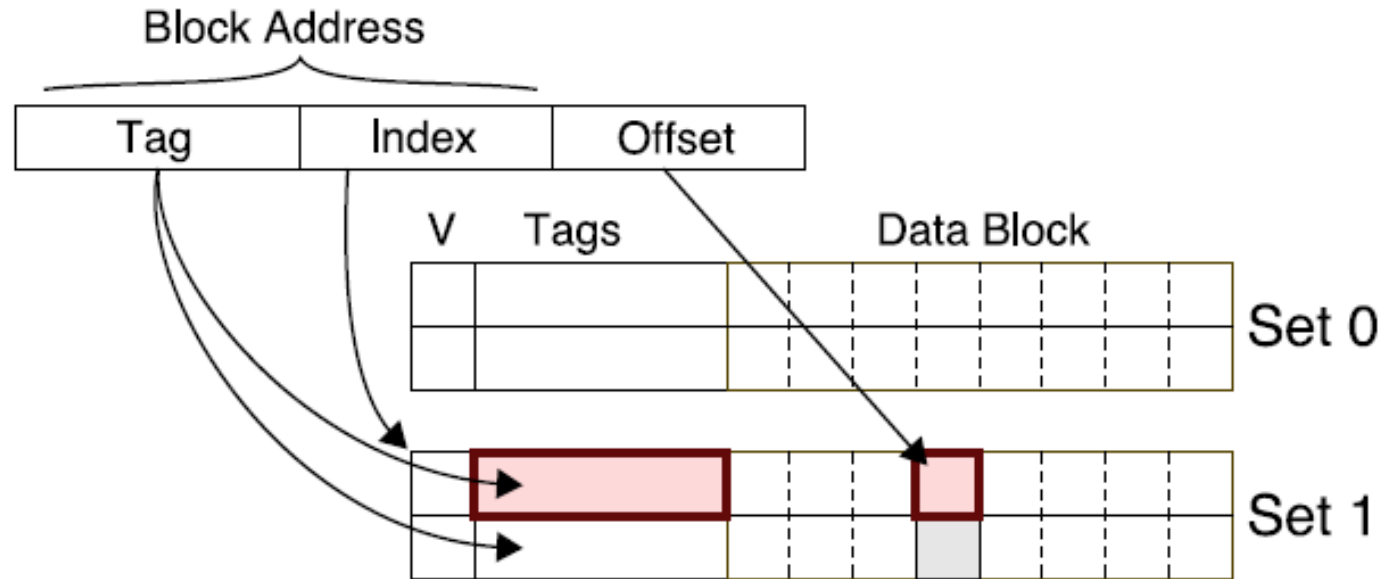 Block Address
Tag Index Offset
V Tags Data Block
Set 0
Set 1